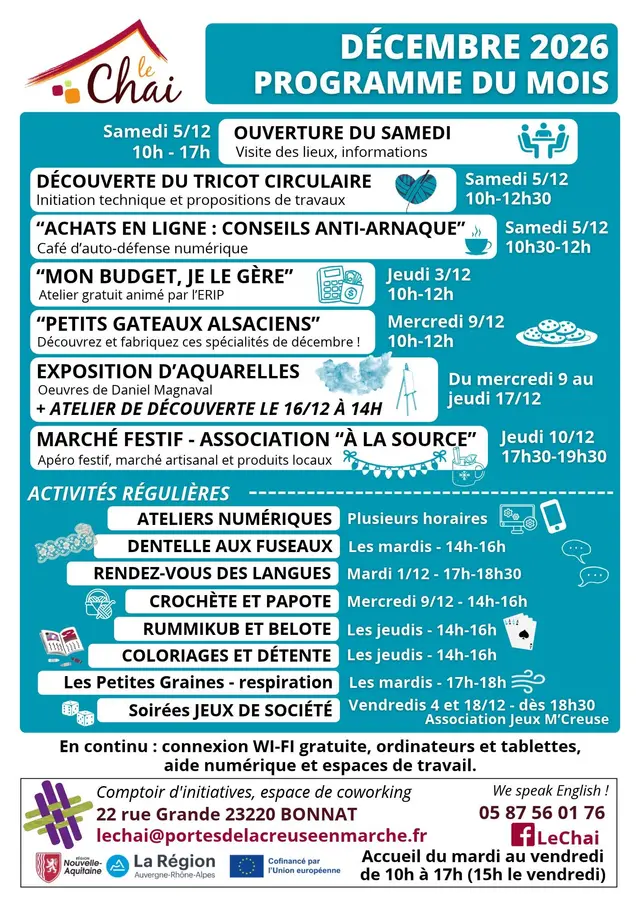 le
Chai
DÉCEMBRE 2026
PROGRAMME DU MOIS
Samedi 5/12
10h - 17h
OUVERTURE DU SAMEDI
Visite des lieux, informations
DÉCOUVERTE DU TRICOT CIRCULAIRE
Initiation technique et propositions de travaux
Samedi 5/12
10h-12h30
“ACHATS EN LIGNE : CONSEILS ANTI-ARNAQUE”
Café d’auto-défense numérique
Samedi 5/12
10h30-12h
“MON BUDGET, JE LE GÈRE”
Atelier gratuit animé par l’ERIP
Jeudi 3/12
10h-12h
“PETITS GATEAUX ALSACIENS”
Découvrez et fabriquez ces spécialités de décembre !
Mercredi 9/12
10h-12h
EXPOSITION D’AQUARELLES
Oeuvres de Daniel Magnaval
+ ATELIER DE DÉCOUVERTE LE 16/12 À 14H
Du mercredi 9 au
jeudi 17/12
MARCHÉ FESTIF - ASSOCIATION “À LA SOURCE”
Apéro festif, marché artisanal et produits locaux
Jeudi 10/12
17h30-19h30
ACTIVITÉS RÉGULIÈRES
ATELIERS NUMÉRIQUES Plusieurs horaires
DENTELLE AUX FUSEAUX Les mardis - 14h-16h
RENDEZ-VOUS DES LANGUES Mardi 1/12 - 17h-18h30
CROCHÈTE ET PAPOTE Mercredi 9/12 - 14h-16h
RUMMIKUB ET BELOTE Les jeudis - 14h-16h
COLORIAGES ET DÉTENTE Les jeudis - 14h-16h
Les Petites Graines - respiration Les mardis - 17h-18h
Soirées JEUX DE SOCIÉTÉ Vendredis 4 et 18/12 - dès 18h30
Association Jeux M’Creuse
En continu : connexion WI-FI gratuite, ordinateurs et tablettes,
aide numérique et espaces de travail.
Comptoir d'initiatives, espace de coworking
We speak English !
22 rue Grande 23220 BONNAT
05 87 56 01 76
lechai@portesdelacreuseenmarche.fr
LeChai
RÉGION
Nouvelle-
Aquitaine
La Région
Auvergne-Rhône-Alpes
Cofinancé par
l’Union européenne
Accueil du mardi au vendredi
de 10h à 17h (15h le vendredi)